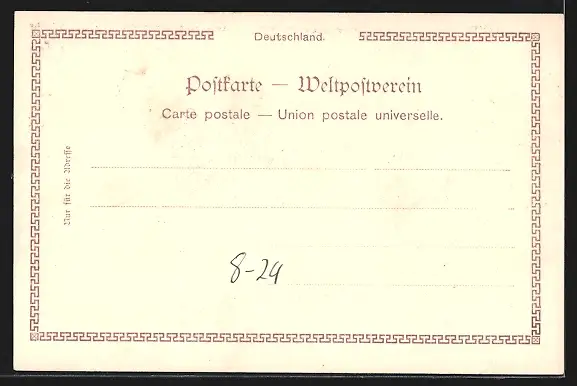 Deutschland.
Postkarte — Weltpostverein
Carte postale — Union postale universelle.
Nur für die Adresse
8-24